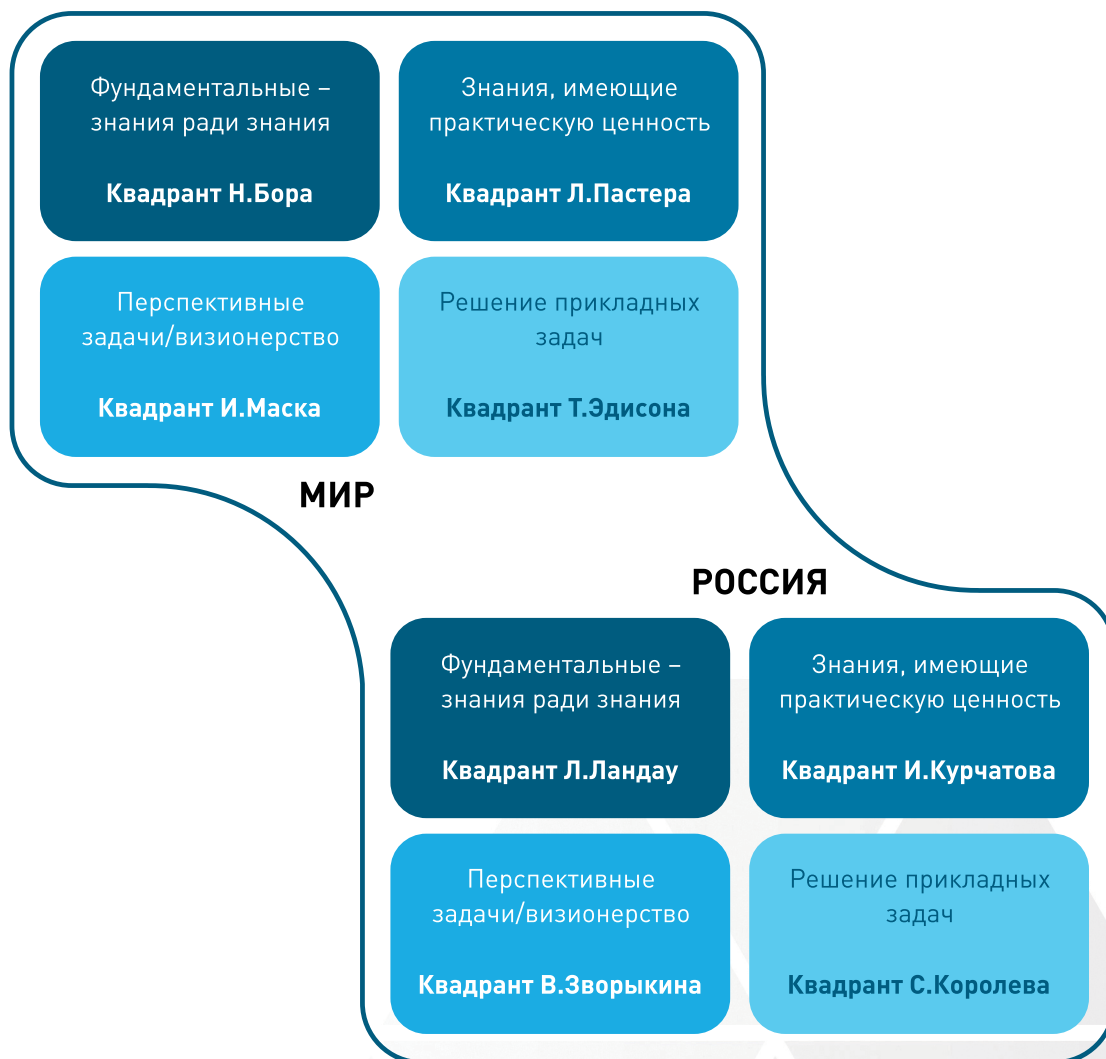 Фундаментальные –
знания ради знания
Квадрант Н.Бора
Знания, имеющие
практическую ценность
Квадрант Л.Пастера
Перспективные
задачи/визионерство
Квадрант И.Маска
Решение прикладных
задач
Квадрант Т.Эдисона
МИР
РОССИЯ
Фундаментальные –
знания ради знания
Квадрант Л.Ландау
Знания, имеющие
практическую ценность
Квадрант И.Курчатова
Перспективные
задачи/визионерство
Квадрант В.Зворыкина
Решение прикладных
задач
Квадрант С.Королева